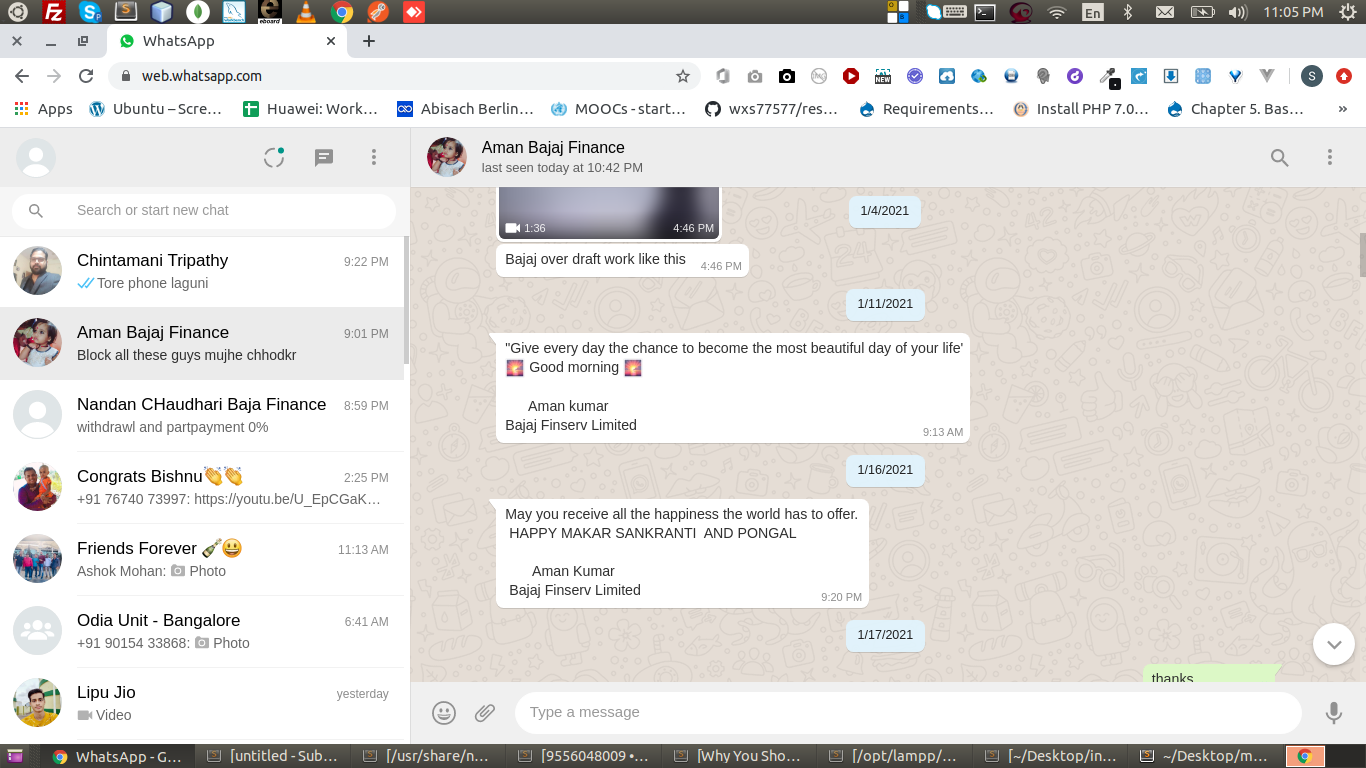 eboard
En
11:05 PM
WhatsApp
web.whatsapp.com
NEW
S
Apps
Ubuntu – Scre…
Huawei: Work…
Abisach Berlin…
MOOCs - start…
wxs77577/res…
Requirements…
Install PHP 7.0…
Chapter 5. Bas…
»
Search or start new chat
Chintamani Tripathy
9:22 PM
Tore phone laguni
Aman Bajaj Finance
9:01 PM
Block all these guys mujhe chhodkr
Nandan CHaudhari Baja Finance
8:59 PM
withdrawl and partpayment 0%
Congrats Bishnu👏👏
2:25 PM
+91 76740 73997: https://youtu.be/U_EpCGaK…
Friends Forever 🍾😃
11:13 AM
Ashok Mohan: Photo
Odia Unit - Bangalore
6:41 AM
+91 90154 33868: Photo
Lipu Jio
yesterday
Video
Aman Bajaj Finance
last seen today at 10:42 PM
1/4/2021
1:36
4:46 PM
Bajaj over draft work like this
4:46 PM
1/11/2021
"Give every day the chance to become the most beautiful day of your life'
🌅 Good morning 🌅
Aman kumar
Bajaj Finserv Limited
9:13 AM
1/16/2021
May you receive all the happiness the world has to offer.
HAPPY MAKAR SANKRANTI  AND PONGAL
Aman Kumar
Bajaj Finserv Limited
9:20 PM
1/17/2021
thanks
Type a message
WhatsApp - G…
[untitled - Sub…
[/usr/share/n…
[9556048009 •…
[Why You Sho…
[/opt/lampp/…
[~/Desktop/in…
~/Desktop/m…